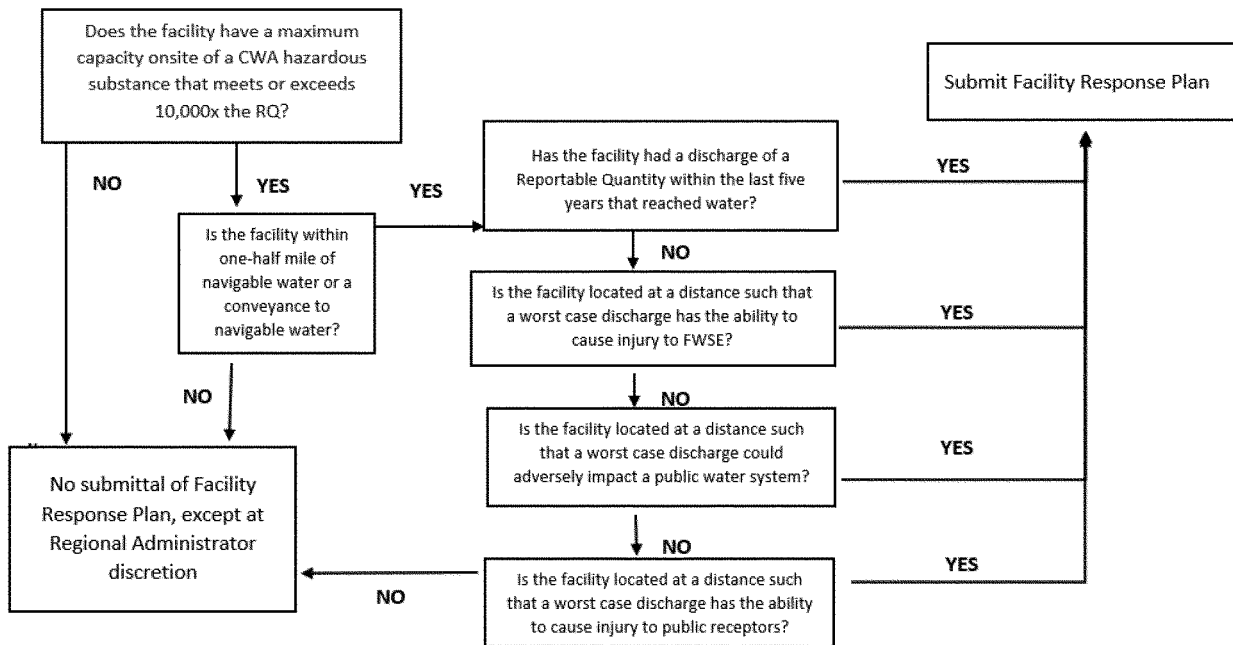 Does the facility have a maximum
capacity onsite of a CWA hazardous
substance that meets or exceeds
10,000x the RQ?
Submit Facility Response Plan
NO
YES
YES
Has the facility had a discharge of a
Reportable Quantity within the last five
years that reached water?
YES
Is the facility within
one-half mile of
navigable water or a
conveyance to
navigable water?
NO
Is the facility located at a distance such that
a worst case discharge has the ability to
cause injury to FWSE?
YES
NO
NO
Is the facility located at a distance such
that a worst case discharge could
adversely impact a public water system?
YES
No submittal of Facility
Response Plan, except at
Regional Administrator
discretion
NO
Is the facility located at a distance such
that a worst case discharge has the ability
to cause injury to public receptors?
YES
NO